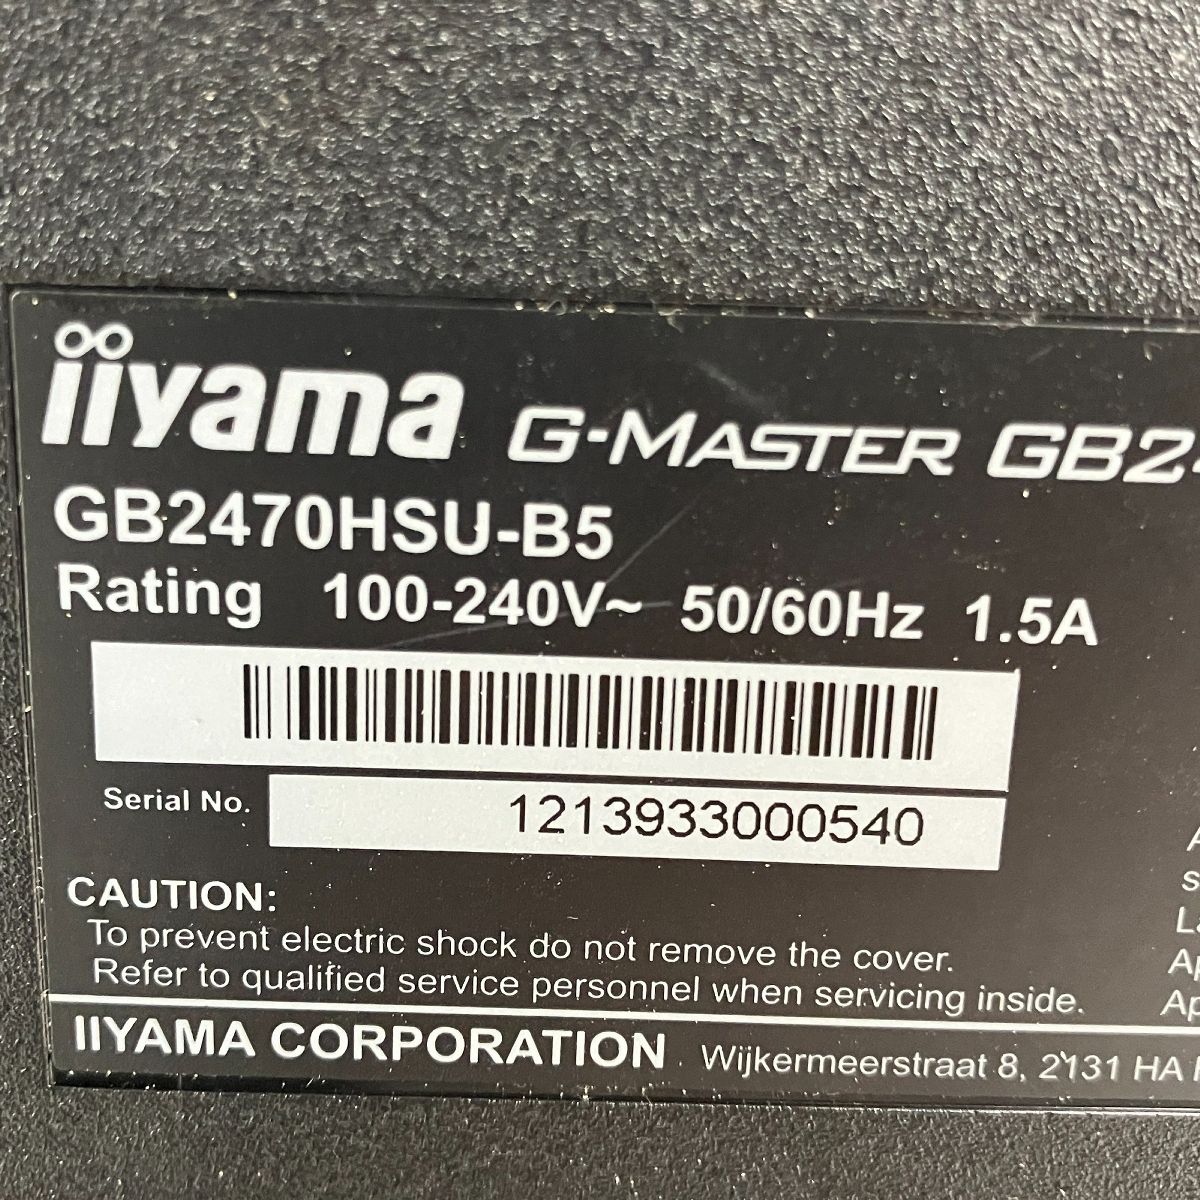 iiyama G-MASTER GB24
GB2470HSU-B5
Rating 100-240V~ 50/60Hz 1.5A
Serial No. 1213933000540
CAUTION:
To prevent electric shock do not remove the cover.
Refer to qualified service personnel when servicing inside.
IIYAMA CORPORATION Wijkermeerstraat 8, 2131 HA